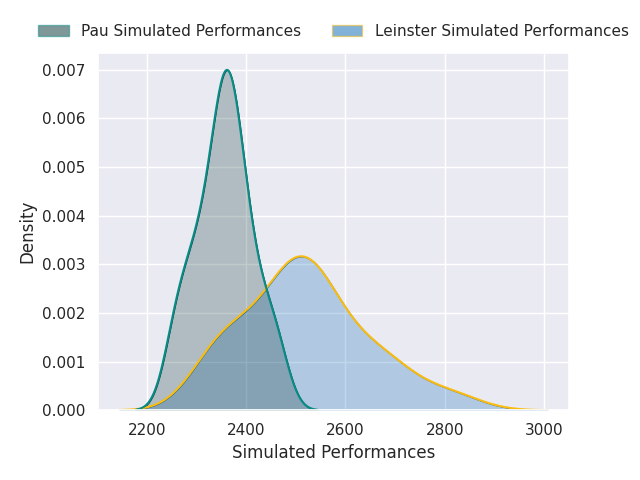 Pau Simulated Performances
Leinster Simulated Performances
0.007
0.006
0.005
0.004
0.003
0.002
0.001
0.000
Density
2200 2400 2600 2800 3000
Simulated Performances